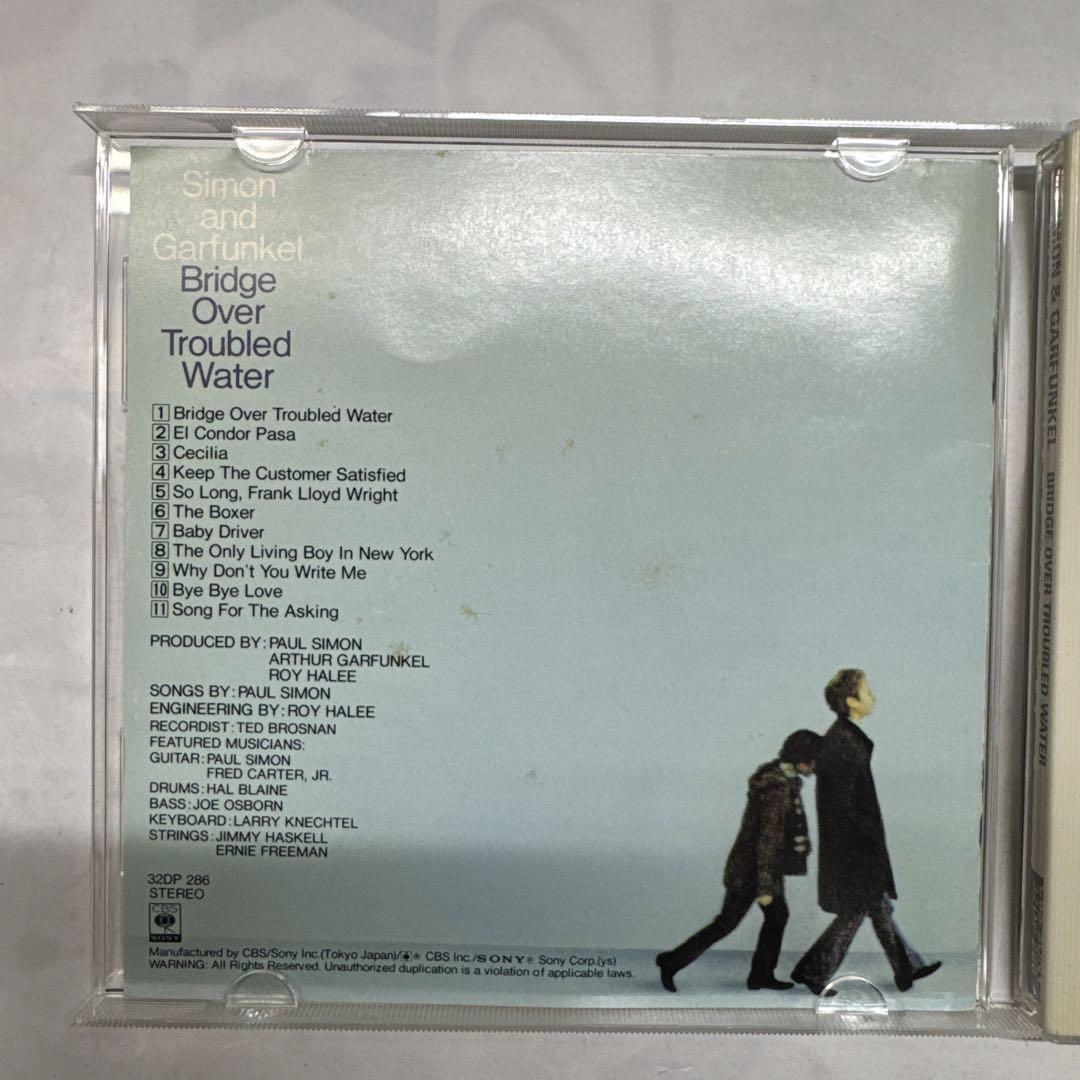 Simon
and
Garfunkel
Bridge
Over
Troubled
Water
1 Bridge Over Troubled Water
2 El Condor Pasa
3 Cecilia
4 Keep The Customer Satisfied
5 So Long, Frank Lloyd Wright
6 The Boxer
7 Baby Driver
8 The Only Living Boy In New York
9 Why Don't You Write Me
10 Bye Bye Love
11 Song For The Asking
PRODUCED BY: PAUL SIMON
ARTHUR GARFUNKEL
ROY HALEE
SONGS BY: PAUL SIMON
ENGINEERING BY: ROY HALEE
RECORDIST: TED BROSNAN
FEATURED MUSICIANS:
GUITAR: PAUL SIMON
FRED CARTER, JR.
DRUMS: HAL BLAINE
BASS: JOE OSBORN
KEYBOARD: LARRY KNECHTEL
STRINGS: JIMMY HASKELL
ERNIE FREEMAN
32DP 286
STEREO
CBS
SONY
Manufactured by CBS/Sony Inc.(Tokyo Japan)/® CBS Inc./SONY® Sony Corp.(ys)
WARNING: All Rights Reserved. Unauthorized duplication is a violation of applicable laws.
& GARFUNKEL BRIDGE OVER TROUBLED WATER